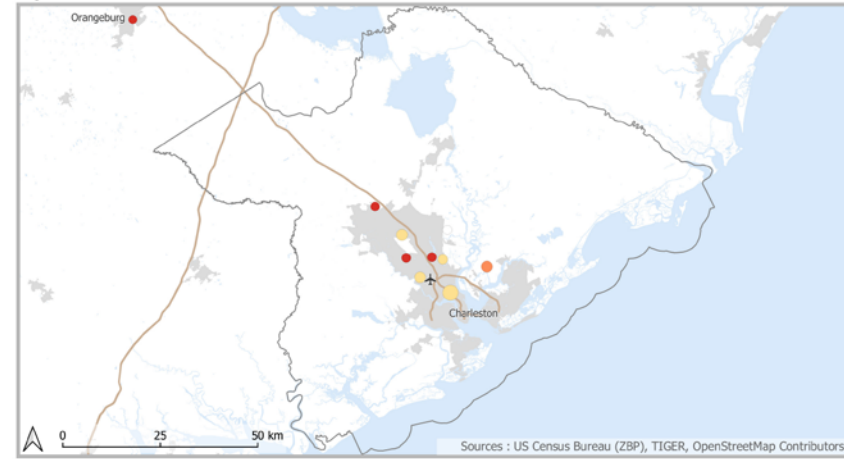 Orangeburg
Charleston
0 25 50 km
Sources : US Census Bureau (ZBP), TIGER, OpenStreetMap Contributors